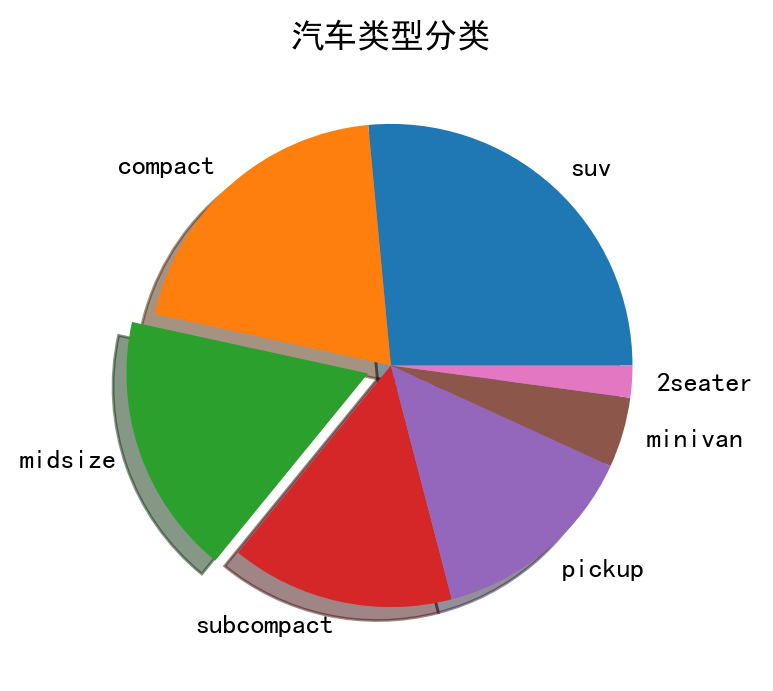 汽车类型分类
compact
suv
2seater
minivan
midsize
pickup
subcompact